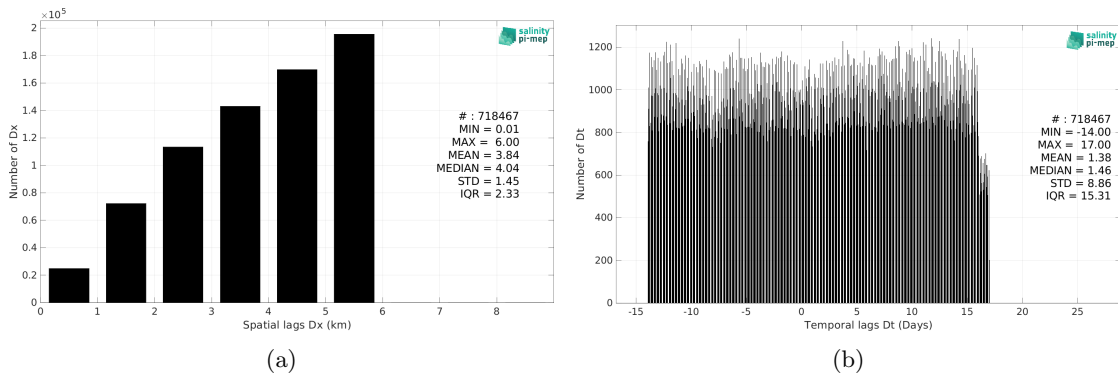 ×10⁵
2
1.8
1.6
1.4
1.2
1
0.8
0.6
0.4
0.2
0
Number of Dx
0 1 2 3 4 5 6 7 8
Spatial lags Dx (km)
salinity
pi-mep
# : 718467
MIN = 0.01
MAX = 6.00
MEAN = 3.84
MEDIAN = 4.04
STD = 1.45
IQR = 2.33
(a)
1200
1000
800
600
400
200
0
Number of Dt
-15 -10 -5 0 5 10 15 20 25
Temporal lags Dt (Days)
salinity
pi-mep
# : 718467
MIN = -14.00
MAX = 17.00
MEAN = 1.38
MEDIAN = 1.46
STD = 8.86
IQR = 15.31
(b)